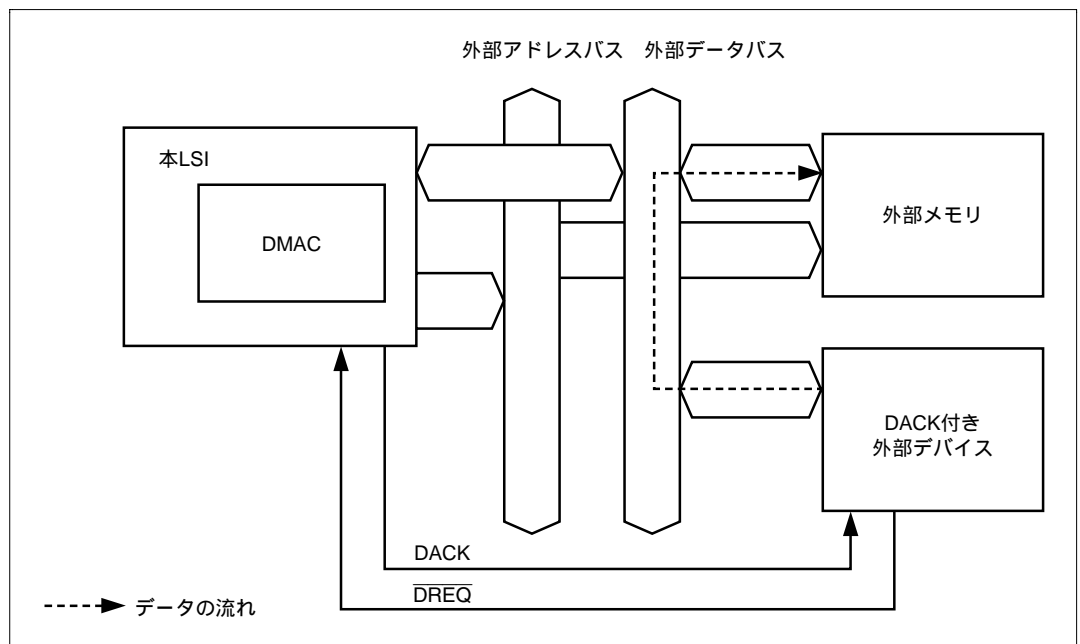 外部アドレスバス 外部データバス
本LSI
DMAC
外部メモリ
DACK付き
外部デバイス
DACK
DREQ
データの流れ